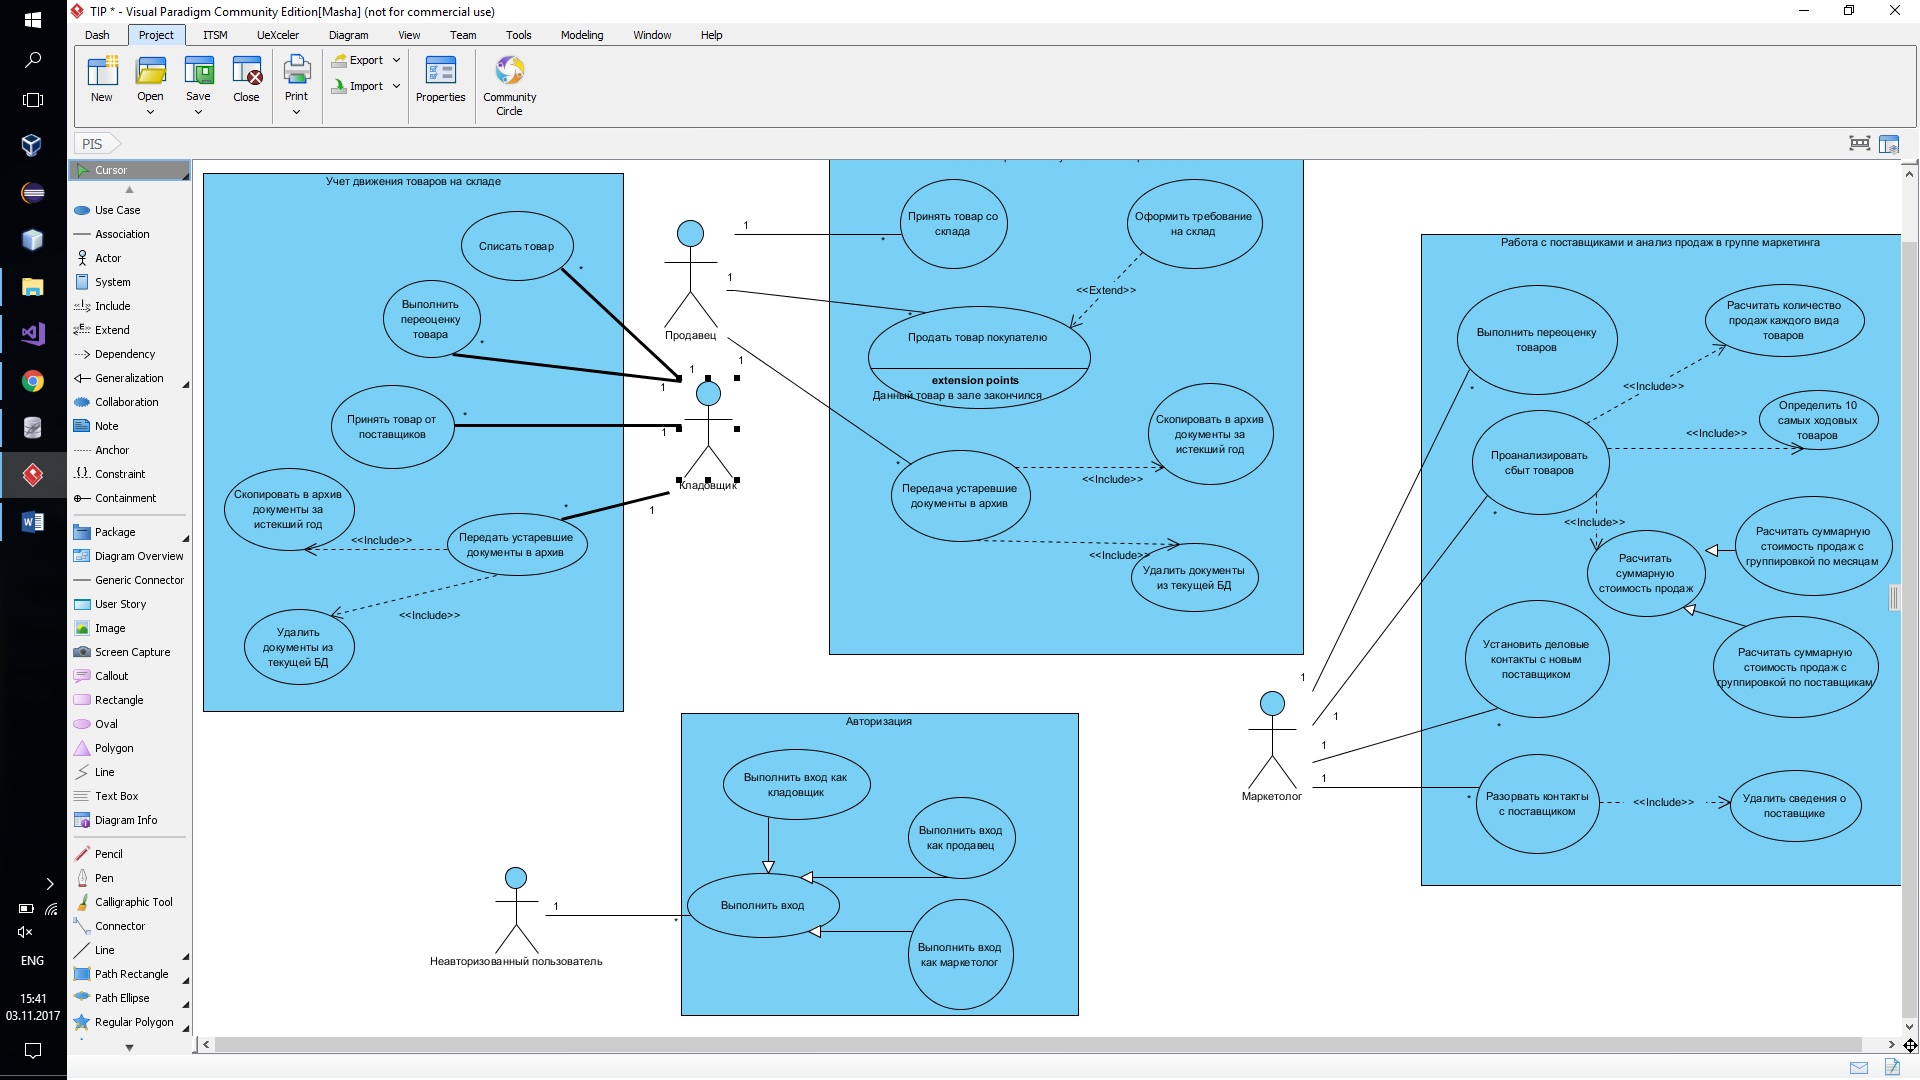 TIP * - Visual Paradigm Community Edition[Masha] (not for commercial use)
Dash Project ITSM UeXceler Diagram View Team Tools Modeling Window Help
New Open Save Close Print Export Import Properties Community Circle
PIS
Cursor
Use Case
Association
Actor
System
Include
Extend
Dependency
Generalization
Collaboration
Note
Anchor
Constraint
Containment
Package
Diagram Overview
Generic Connector
User Story
Image
Screen Capture
Callout
Rectangle
Oval
Polygon
Line
Text Box
Diagram Info
Pencil
Pen
Calligraphic Tool
Connector
Line
Path Rectangle
Path Ellipse
Regular Polygon
ENG
15:41
03.11.2017
Учет движения товаров на складе
Списать товар
*
Выполнить
переоценку
товара
*
Принять товар от
поставщиков
*
Скопировать в архив
документы за
истекший год
<<Include>>
Передать устаревшие
документы в архив
*
<<Include>>
Удалить
документы из
текущей БД
Продавец
1
1
1
Кладовщик
1
1
1
1
Принять товар со
склада
*
Оформить требование
на склад
<<Extend>>
*
Продать товар покупателю
extension points
Данный товар в зале закончился
Скопировать в архив
документы за
истекший год
*
Передача устаревшие
документы в архив
<<Include>>
<<Include>>
Удалить документы
из текущей БД
Авторизация
Выполнить вход как
кладовщик
Выполнить вход
как продавец
Выполнить вход
Выполнить вход
как маркетолог
Неавторизованный пользователь
1
*
Маркетолог
1
1
1
1
Работа с поставщиками и анализ продаж в группе маркетинга
Выполнить переоценку
товаров
*
Расчитать количество
продаж каждого вида
товаров
<<Include>>
Определить 10
самых ходовых
товаров
<<Include>>
Проанализировать
сбыт товаров
*
<<Include>>
Расчитать
суммарную
стоимость продаж
Расчитать суммарную
стоимость продаж с
группировкой по месяцам
Расчитать суммарную
стоимость продаж с
группировкой по поставщикам
Установить деловые
контакты с новым
поставщиком
*
Разорвать контакты
с поставщиком
*
<<Include>>
Удалить сведения о
поставщике